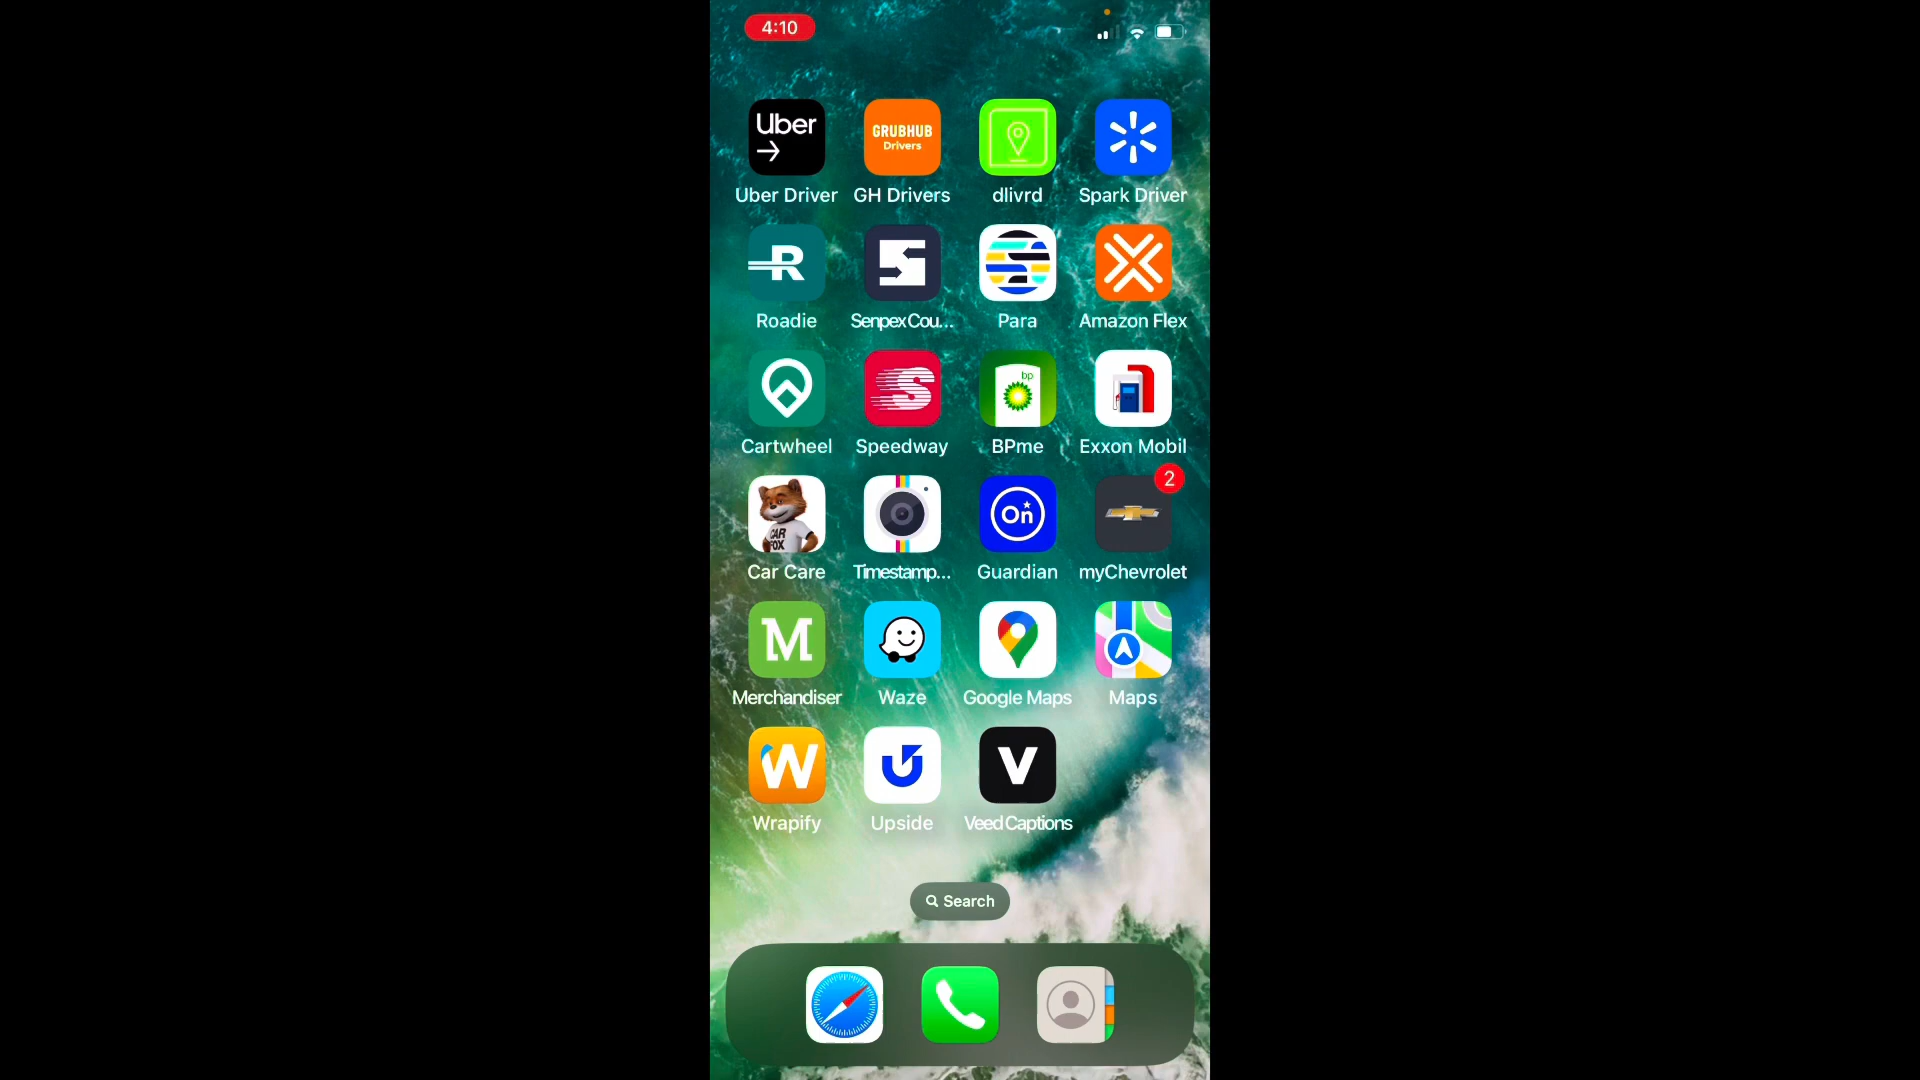 4:10
Uber
GRUBHUB
Drivers
Uber Driver GH Drivers dlivrd Spark Driver
R S
Roadie SenpexCou... Para Amazon Flex
S bp
Cartwheel Speedway BPme Exxon Mobil
2
CAR
FOX
On
Car Care Timestamp... Guardian myChevrolet
M
Merchandiser Waze Google Maps Maps
W U V
Wrapify Upside Veed Captions
Search